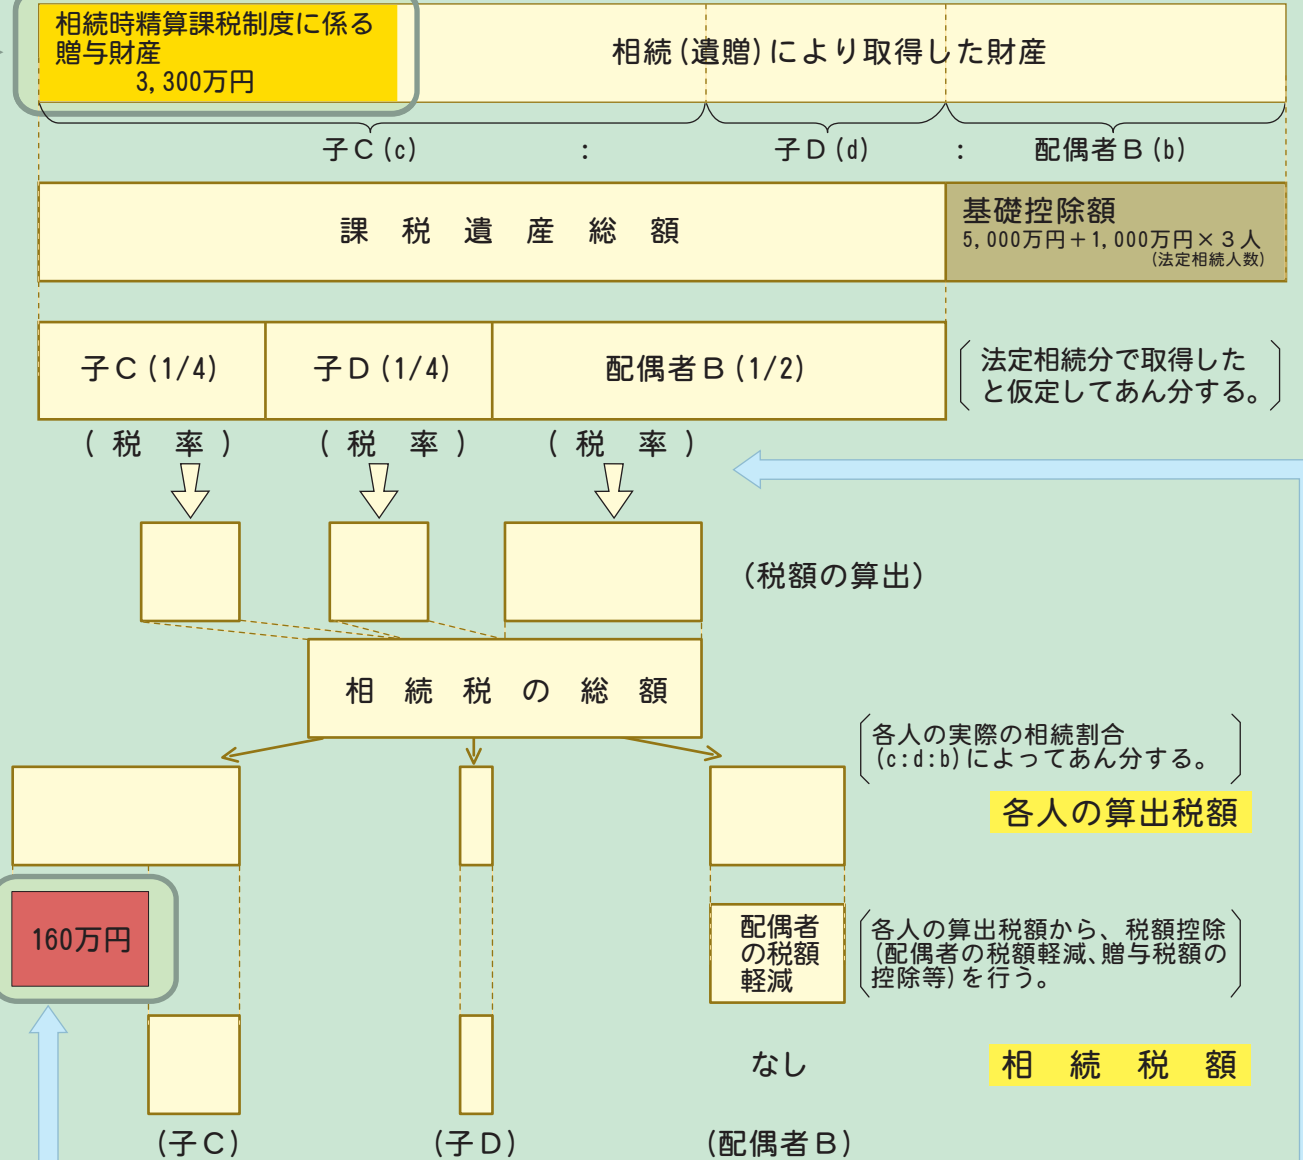 相続時精算課税制度に係る
贈与財産
3,300万円
相続(遺贈)により取得した財産
子C(c) : 子D(d) : 配偶者B(b)
課税遺産総額
基礎控除額
5,000万円+1,000万円×3人
(法定相続人数)
子C(1/4) 子D(1/4) 配偶者B(1/2)
法定相続分で取得した
と仮定してあん分する。
(税率) (税率) (税率)
(税額の算出)
相続税の総額
各人の実際の相続割合
(c:d:b)によってあん分する。
各人の算出税額
160万円
配偶者
の税額
軽減
各人の算出税額から、税額控除
(配偶者の税額軽減、贈与税額の
控除等)を行う。
なし
相続税額
(子C) (子D) (配偶者B)